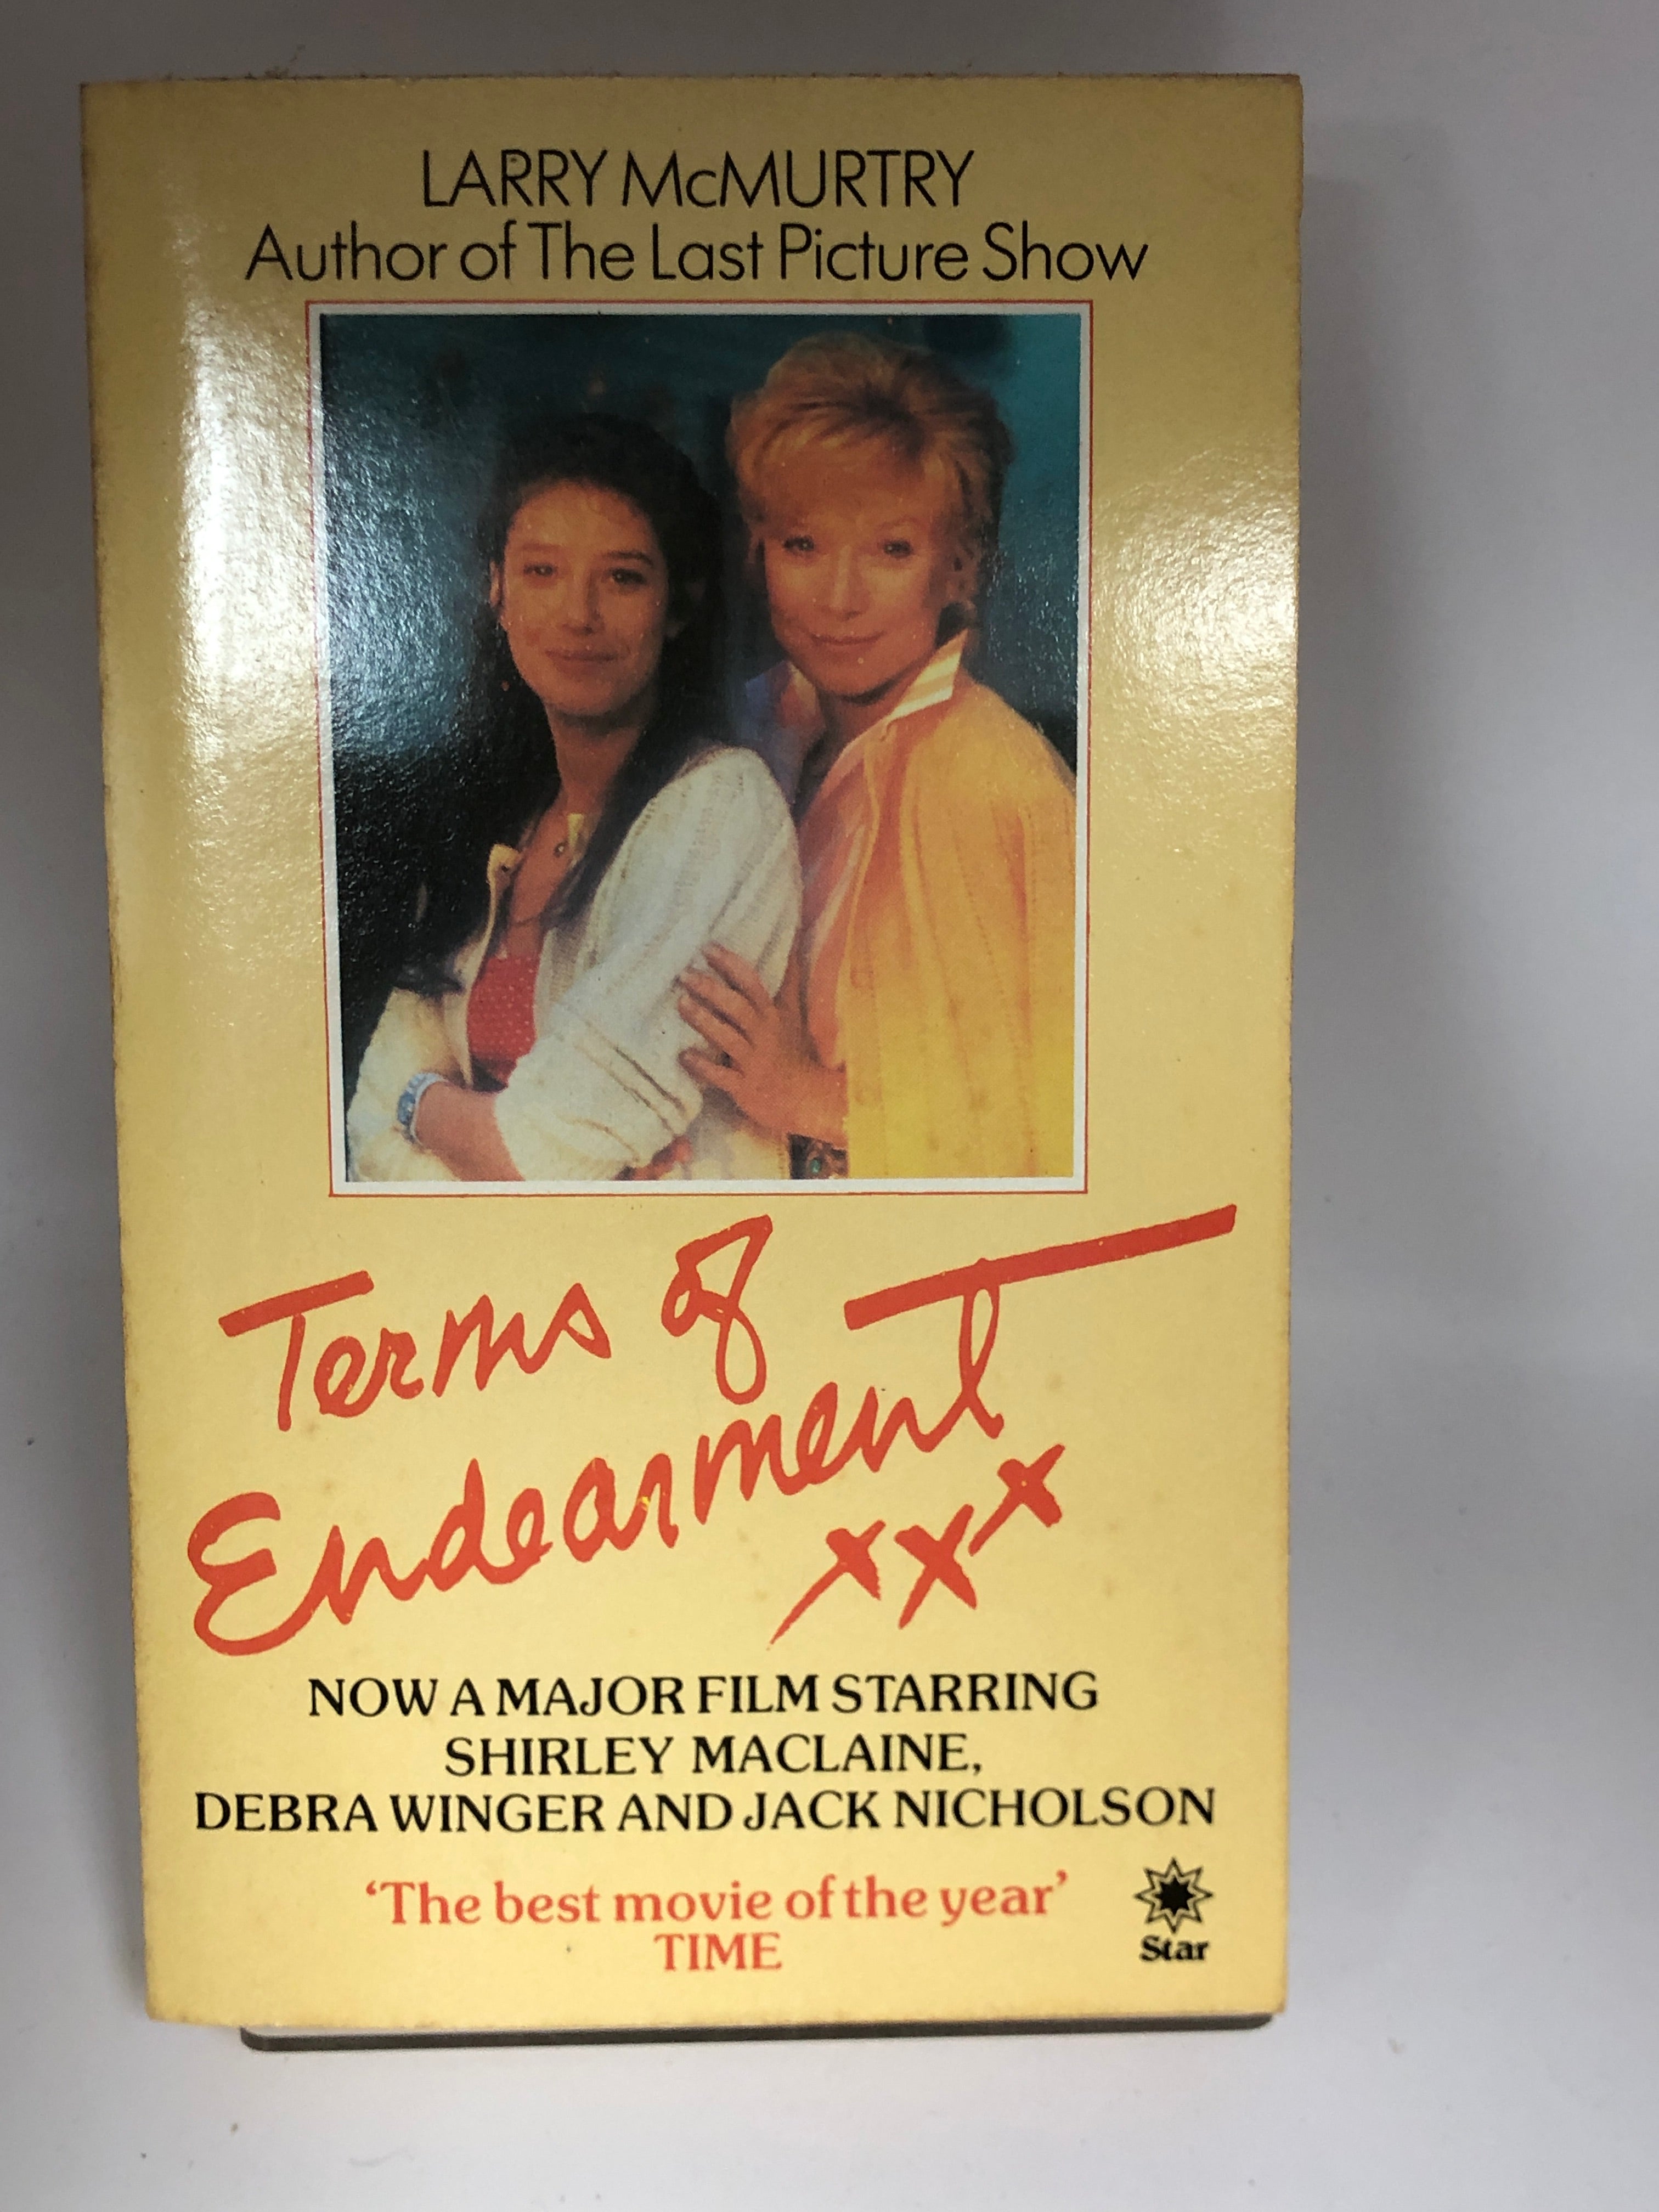 LARRY McMURTRY
Author of The Last Picture Show
Terms of
Endearment
xxx
NOW A MAJOR FILM STARRING
SHIRLEY MACLAINE,
DEBRA WINGER AND JACK NICHOLSON
‘The best movie of the year’
TIME
Star